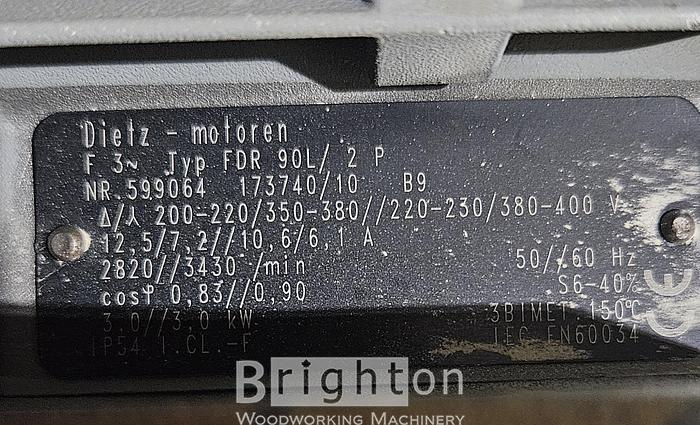 Dietz - motoren
F 3~ Typ FDR 90L/ 2 P
NR.599064 173740/10 B9
Δ/⅄ 200-220/350-380//220-230/380-400 V
12,5/7,2//10,6/6,1 A
2820//3430 /min 50//60 Hz
cosφ 0,83//0,90 S6-40%
3,0//3,0 kW 3BIMET 150°C
IP54 I.CL.-F IEC EN60034
CE
Brighton
WOODWORKING MACHINERY